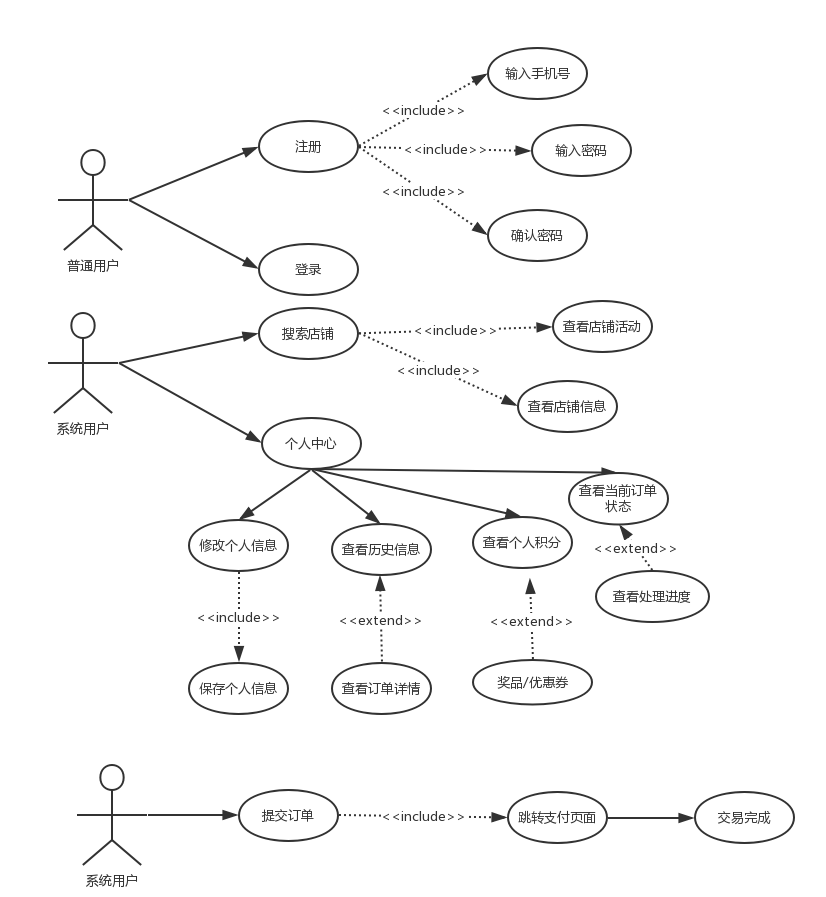 输入手机号
<<include>>
注册
<<include>>
输入密码
<<include>>
确认密码
普通用户
登录
搜索店铺
<<include>>
查看店铺活动
<<include>>
查看店铺信息
系统用户
个人中心
查看当前订单
状态
修改个人信息
查看历史信息
查看个人积分
<<extend>>
查看处理进度
<<include>>
<<extend>>
<<extend>>
保存个人信息
查看订单详情
奖品/优惠券
提交订单
<<include>>
跳转支付页面
交易完成
系统用户